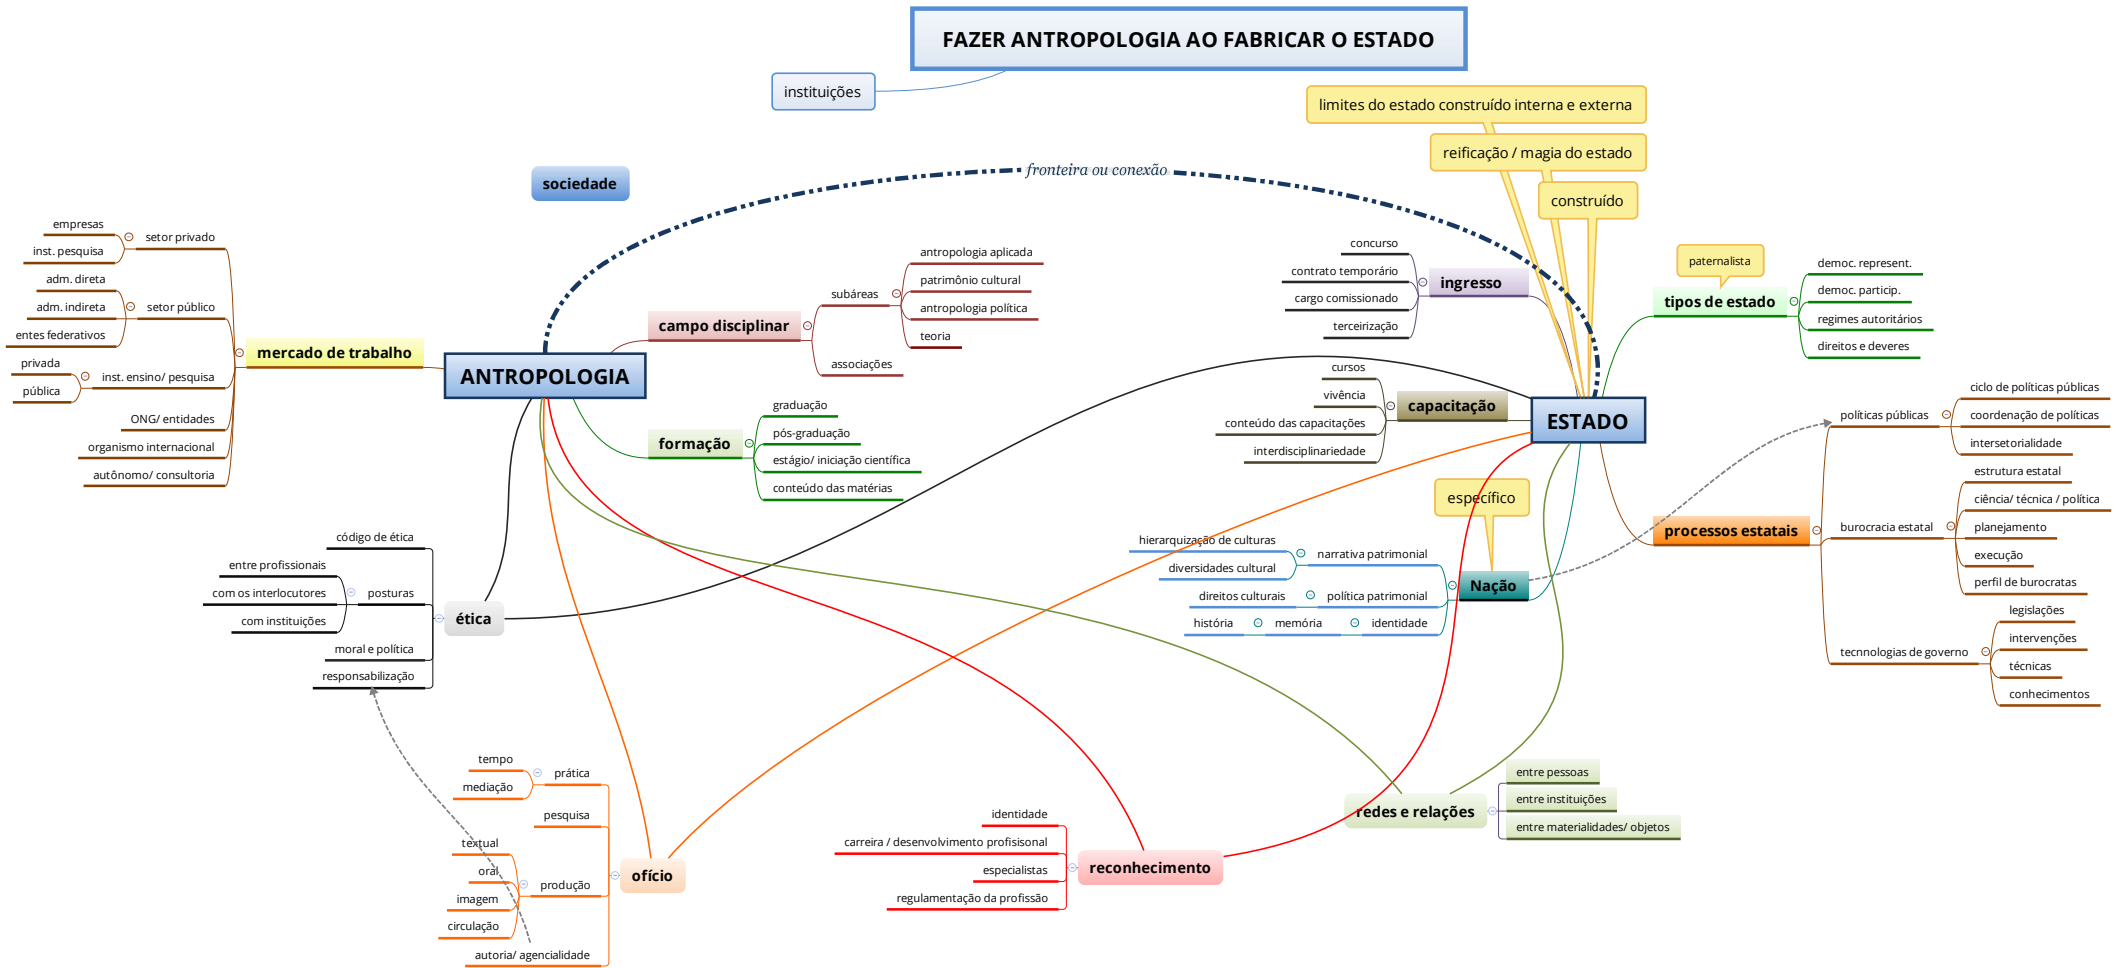 FAZER ANTROPOLOGIA AO FABRICAR O ESTADO
instituições
limites do estado construído interna e externa
reificação / magia do estado
construído
fronteira ou conexão
sociedade
ANTROPOLOGIA
mercado de trabalho
setor privado
empresas
inst. pesquisa
setor público
adm. direta
adm. indireta
entes federativos
inst. ensino/ pesquisa
privada
pública
ONG/ entidades
organismo internacional
autônomo/ consultoria
campo disciplinar
subáreas
antropologia aplicada
patrimônio cultural
antropologia política
teoria
associações
formação
graduação
pós-graduação
estágio/ iniciação científica
conteúdo das matérias
ESTADO
ingresso
concurso
contrato temporário
cargo comissionado
terceirização
capacitação
cursos
vivência
conteúdo das capacitações
interdisciplinariedade
paternalista
tipos de estado
democ. represent.
democ. particip.
regimes autoritários
direitos e deveres
processos estatais
políticas públicas
ciclo de políticas públicas
coordenação de políticas
intersetorialidade
burocracia estatal
estrutura estatal
ciência/ técnica / política
planejamento
execução
perfil de burocratas
tecnnologias de governo
legislações
intervenções
técnicas
conhecimentos
específico
Nação
narrativa patrimonial
hierarquização de culturas
diversidades cultural
política patrimonial
direitos culturais
identidade
memória
história
ética
código de ética
posturas
entre profissionais
com os interlocutores
com instituições
moral e política
responsabilização
ofício
prática
tempo
mediação
pesquisa
produção
textual
oral
imagem
circulação
autoria/ agencialidade
reconhecimento
identidade
carreira / desenvolvimento profisisonal
especialistas
regulamentação da profissão
redes e relações
entre pessoas
entre instituições
entre materialidades/ objetos